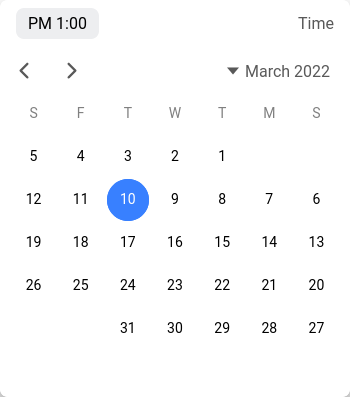 PM 1:00 Time
March 2022
S F T W T M S
5 4 3 2 1
12 11 10 9 8 7 6
19 18 17 16 15 14 13
26 25 24 23 22 21 20
31 30 29 28 27